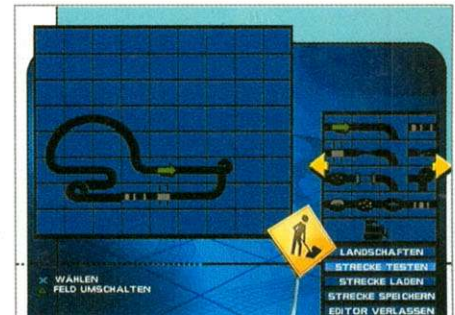 WÄHLEN
FELD UMSCHALTEN
LANDSCHAFTEN
STRECKE TESTEN
STRECKE LADEN
STRECKE SPEICHERN
EDITOR VERLASSEN